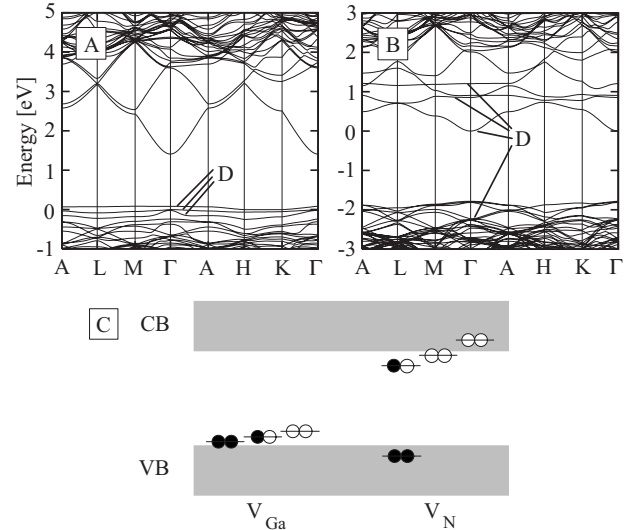 5
4
3
2
1
0
-1
Energy [eV]
A
D
A L M Γ A H K Γ
3
2
1
0
-1
-2
-3
B
D
A L M Γ A H K Γ
C
CB
VB
V Ga
V N